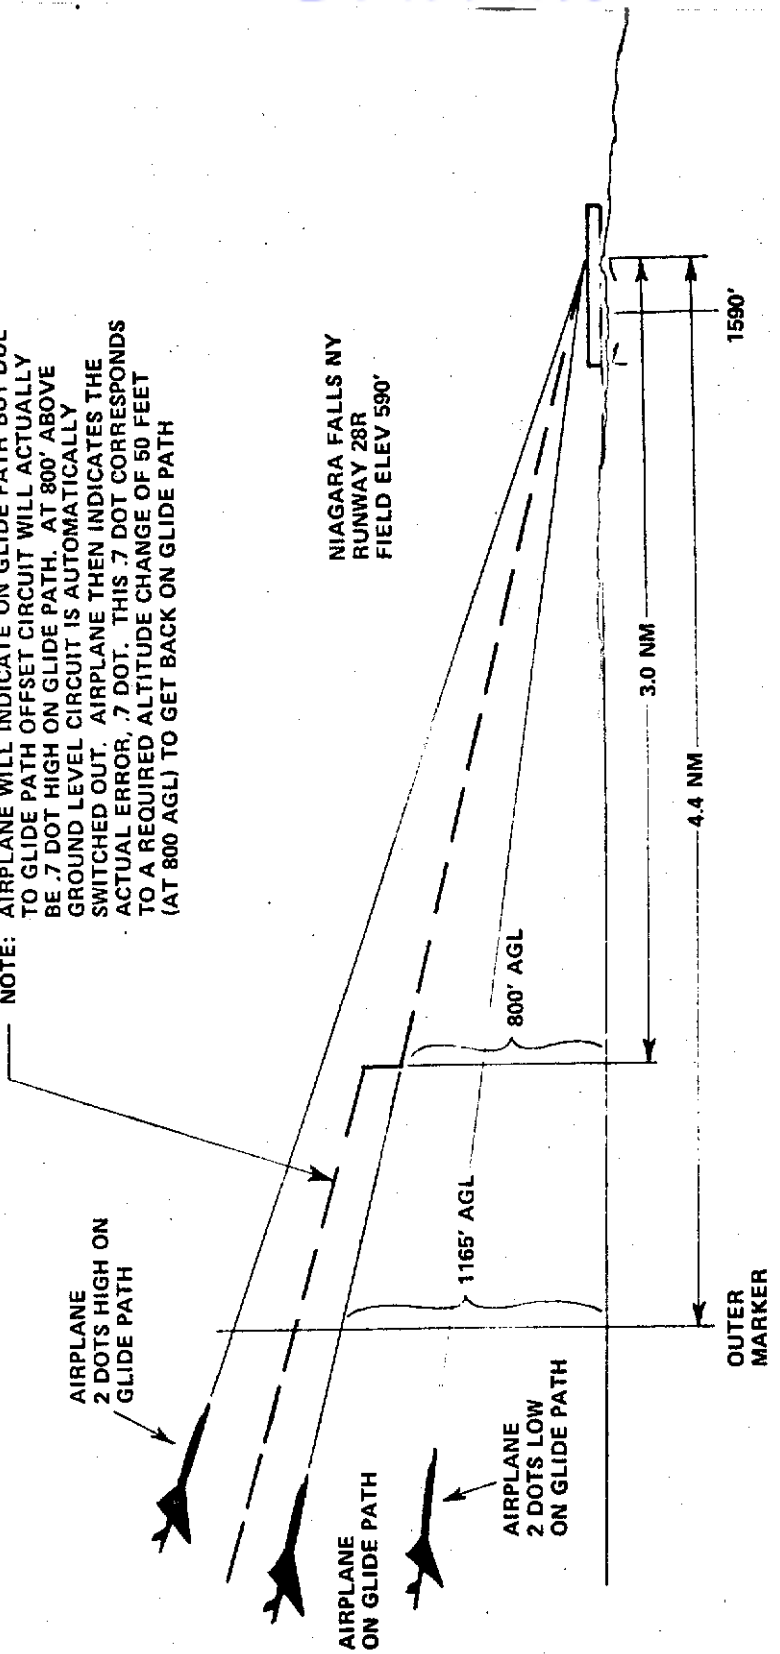 NOTE: AIRPLANE WILL INDICATE ON GLIDE PATH BUT DUE
TO GLIDE PATH OFFSET CIRCUIT WILL ACTUALLY
BE .7 DOT HIGH ON GLIDE PATH. AT 800' ABOVE
GROUND LEVEL CIRCUIT IS AUTOMATICALLY
SWITCHED OUT. AIRPLANE THEN INDICATES THE
ACTUAL ERROR, .7 DOT. THIS .7 DOT CORRESPONDS
TO A REQUIRED ALTITUDE CHANGE OF 50 FEET
(AT 800 AGL) TO GET BACK ON GLIDE PATH
AIRPLANE
2 DOTS HIGH ON
GLIDE PATH
NIAGARA FALLS NY
RUNWAY 28R
FIELD ELEV 590'
AIRPLANE
ON GLIDE PATH
1165' AGL
800' AGL
AIRPLANE
2 DOTS LOW
ON GLIDE PATH
3.0 NM
4.4 NM
OUTER
MARKER
1590'